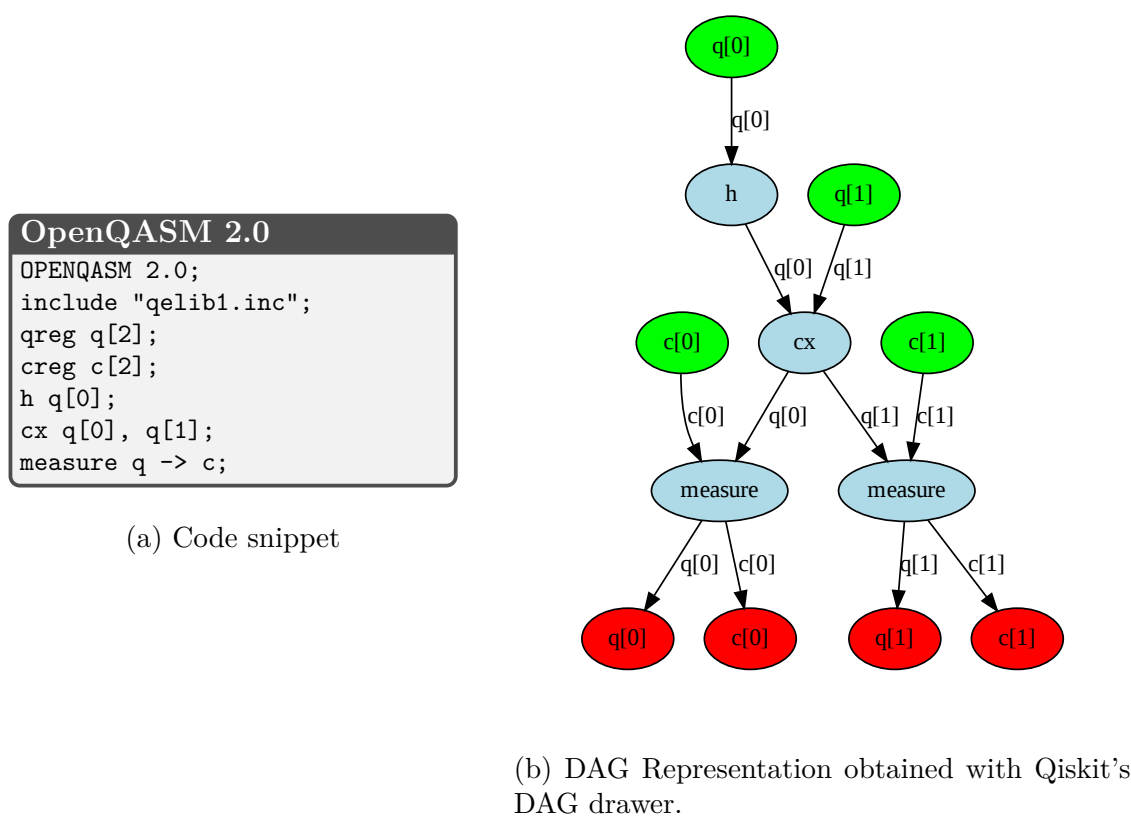 OpenQASM 2.0
OPENQASM 2.0;
include "qelib1.inc";
qreg q[2];
creg c[2];
h q[0];
cx q[0], q[1];
measure q -> c;
(a) Code snippet
q[0]
q[0]
h
q[1]
q[0]
q[1]
c[0]
cx
c[1]
c[0]
q[0]
q[1]
c[1]
measure
measure
q[0]
c[0]
q[1]
c[1]
q[0]
c[0]
q[1]
c[1]
(b) DAG Representation obtained with Qiskit's
DAG drawer.